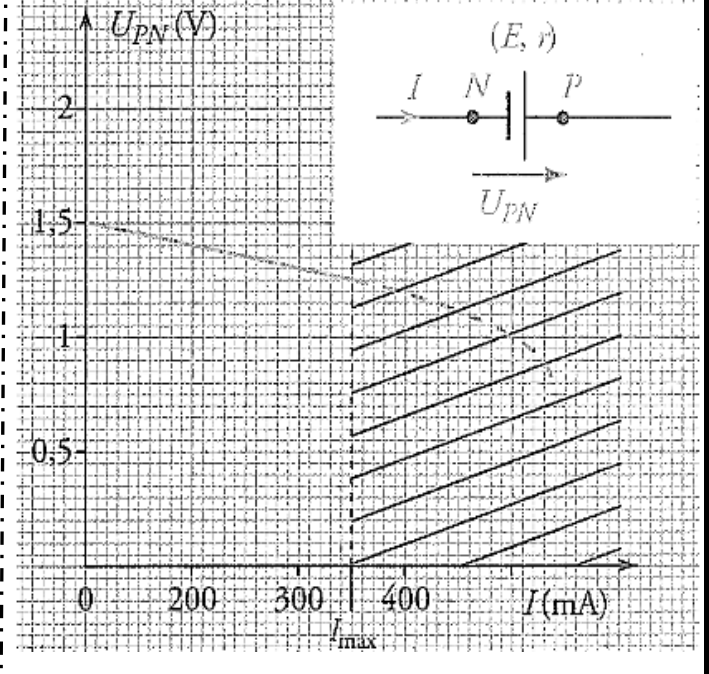 U_PN (V)
(E, r)
I N P
U_PN
2
1,5
1
0,5
0 200 300 400 I (mA)
I_max